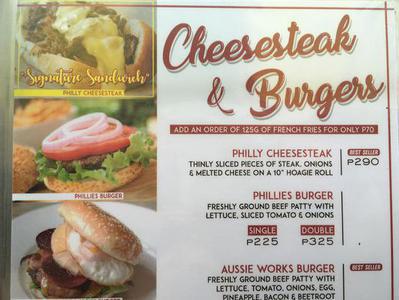 "Signature Sandwich"
PHILLY CHEESESTEAK
PHILLIES BURGER
Cheesesteak
& Burgers
ADD AN ORDER OF 125G OF FRENCH FRIES FOR ONLY P70
PHILLY CHEESESTEAK
THINLY SLICED PIECES OF STEAK, ONIONS
& MELTED CHEESE ON A 10" HOAGIE ROLL
BEST SELLER
P290
PHILLIES BURGER
FRESHLY GROUND BEEF PATTY WITH
LETTUCE, SLICED TOMATO & ONIONS
SINGLE DOUBLE
P225 P325
BEST SELLER
AUSSIE WORKS BURGER
FRESHLY GROUND BEEF PATTY WITH
LETTUCE, TOMATO, ONIONS, EGG,
PINEAPPLE, BACON & BEETROOT
BEST SELLER